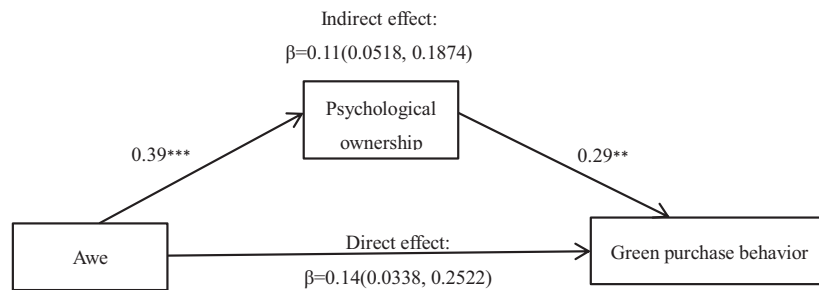 Indirect effect:
β=0.11(0.0518, 0.1874)
Psychological
ownership
0.39***
0.29**
Awe
Direct effect:
β=0.14(0.0338, 0.2522)
Green purchase behavior